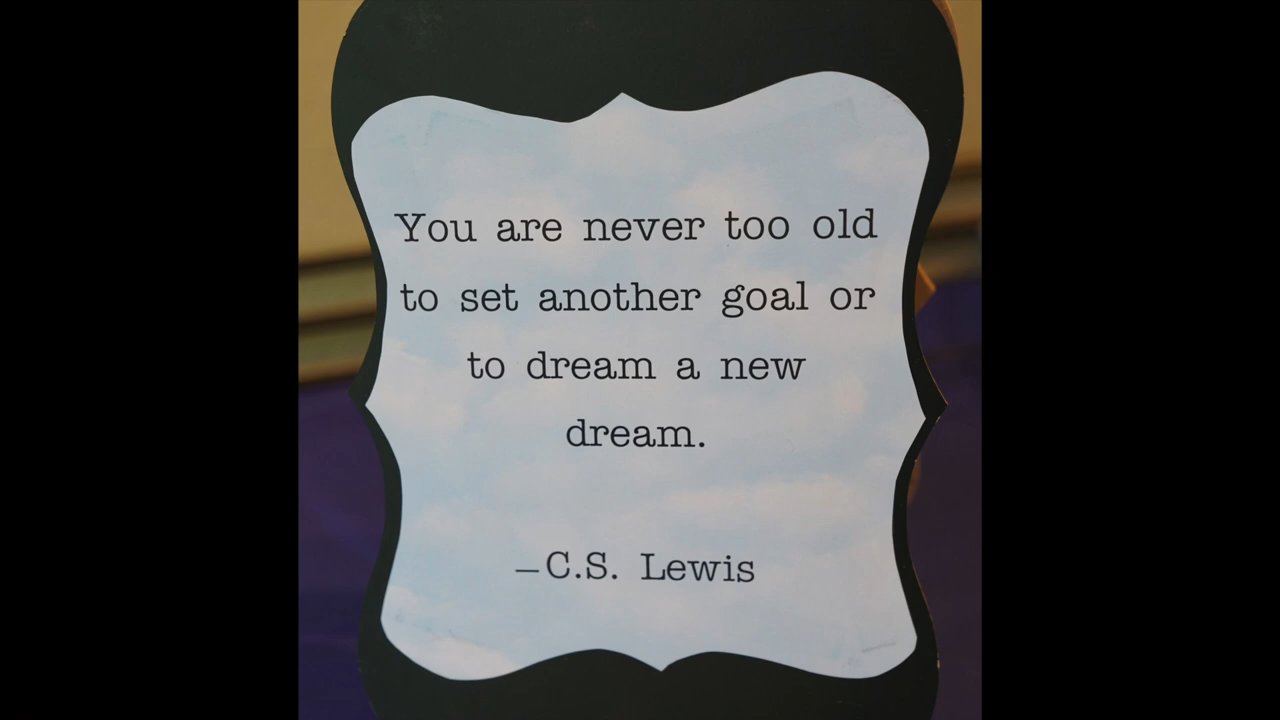 You are never too old
to set another goal or
to dream a new
dream.
—C.S. Lewis